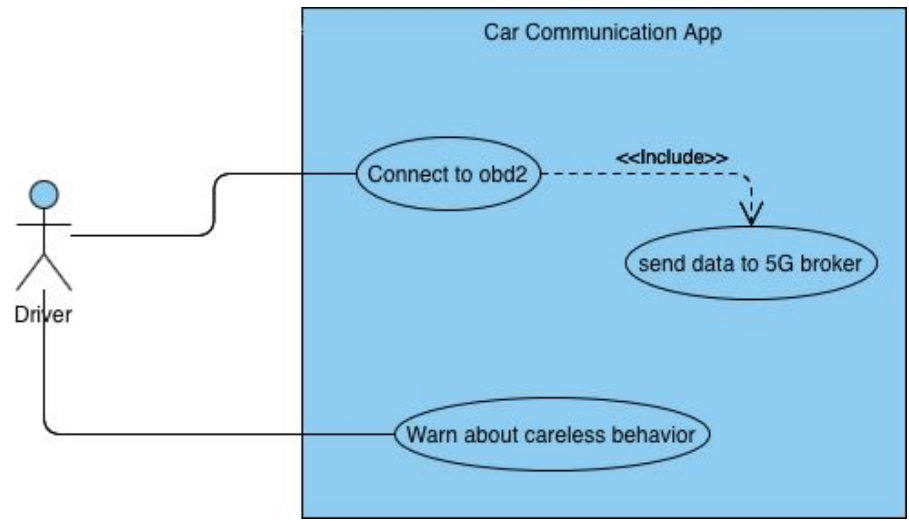 Car Communication App
<<Include>>
Connect to obd2
send data to 5G broker
Driver
Warn about careless behavior